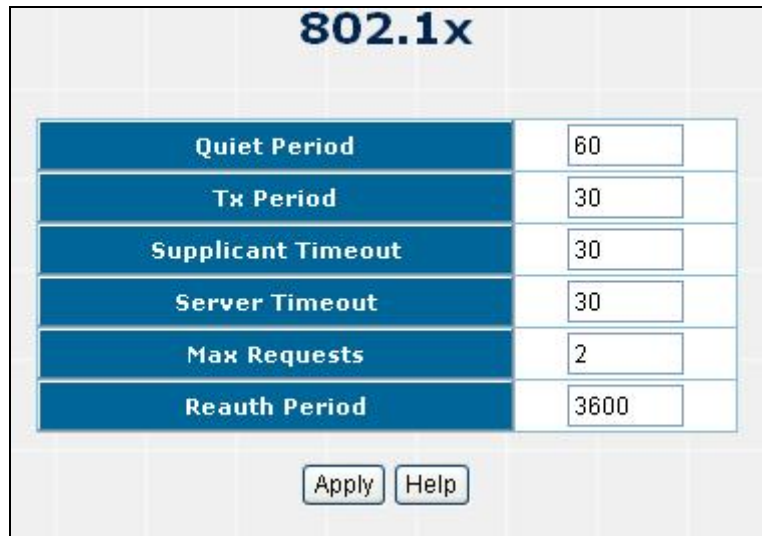 802.1x
Quiet Period 60
Tx Period 30
Supplicant Timeout 30
Server Timeout 30
Max Requests 2
Reauth Period 3600
Apply Help